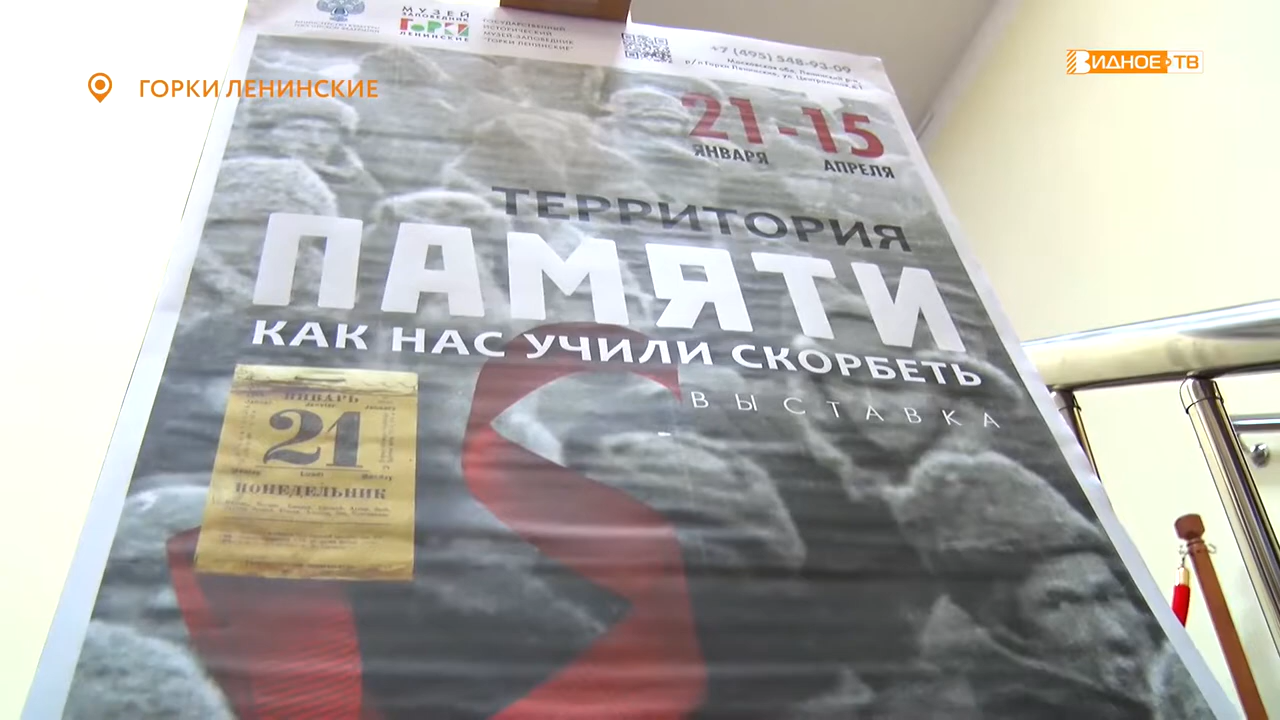 ГОРКИ ЛЕНИНСКИЕ
ВИДНОЕ ТВ
МУЗЕЙ
ЗАПОВЕДНИК
ГОРКИ
ЛЕНИНСКИЕ
ГОСУДАРСТВЕННЫЙ
ИСТОРИЧЕСКИЙ
МУЗЕЙ-ЗАПОВЕДНИК
"ГОРКИ ЛЕНИНСКИЕ"
+7 (495) 548-93-09
21-15
ЯНВАРЯ
АПРЕЛЯ
ТЕРРИТОРИЯ
ПАМЯТИ
КАК НАС УЧИЛИ СКОРБЕТЬ
ВЫСТАВКА
ЯНВАРЬ
21
ПОНЕДЕЛЬНИК